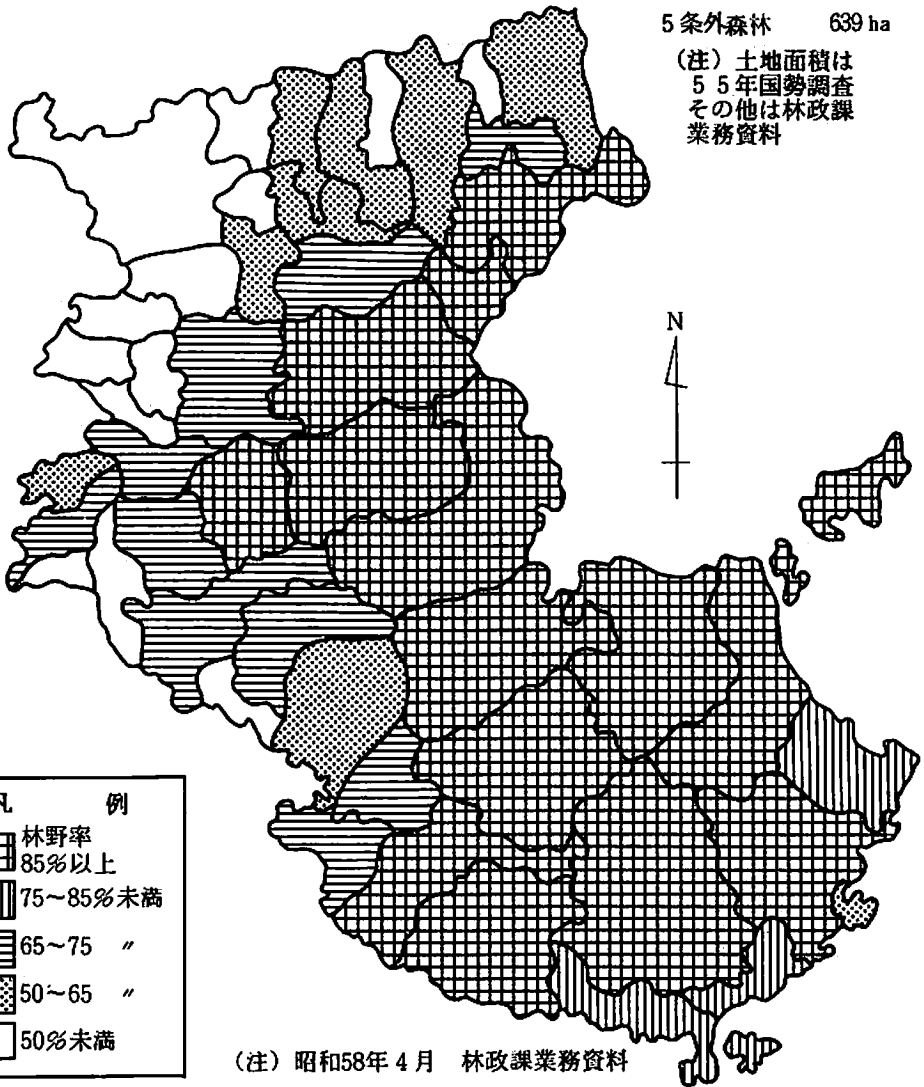 5条外森林 639ha
(注) 土地面積は
55年国勢調査
その他は林政課
業務資料
N
例
林野率
85%以上
75~85%未満
65~75 〃
50~65 〃
50%未満
(注) 昭和58年4月 林政課業務資料